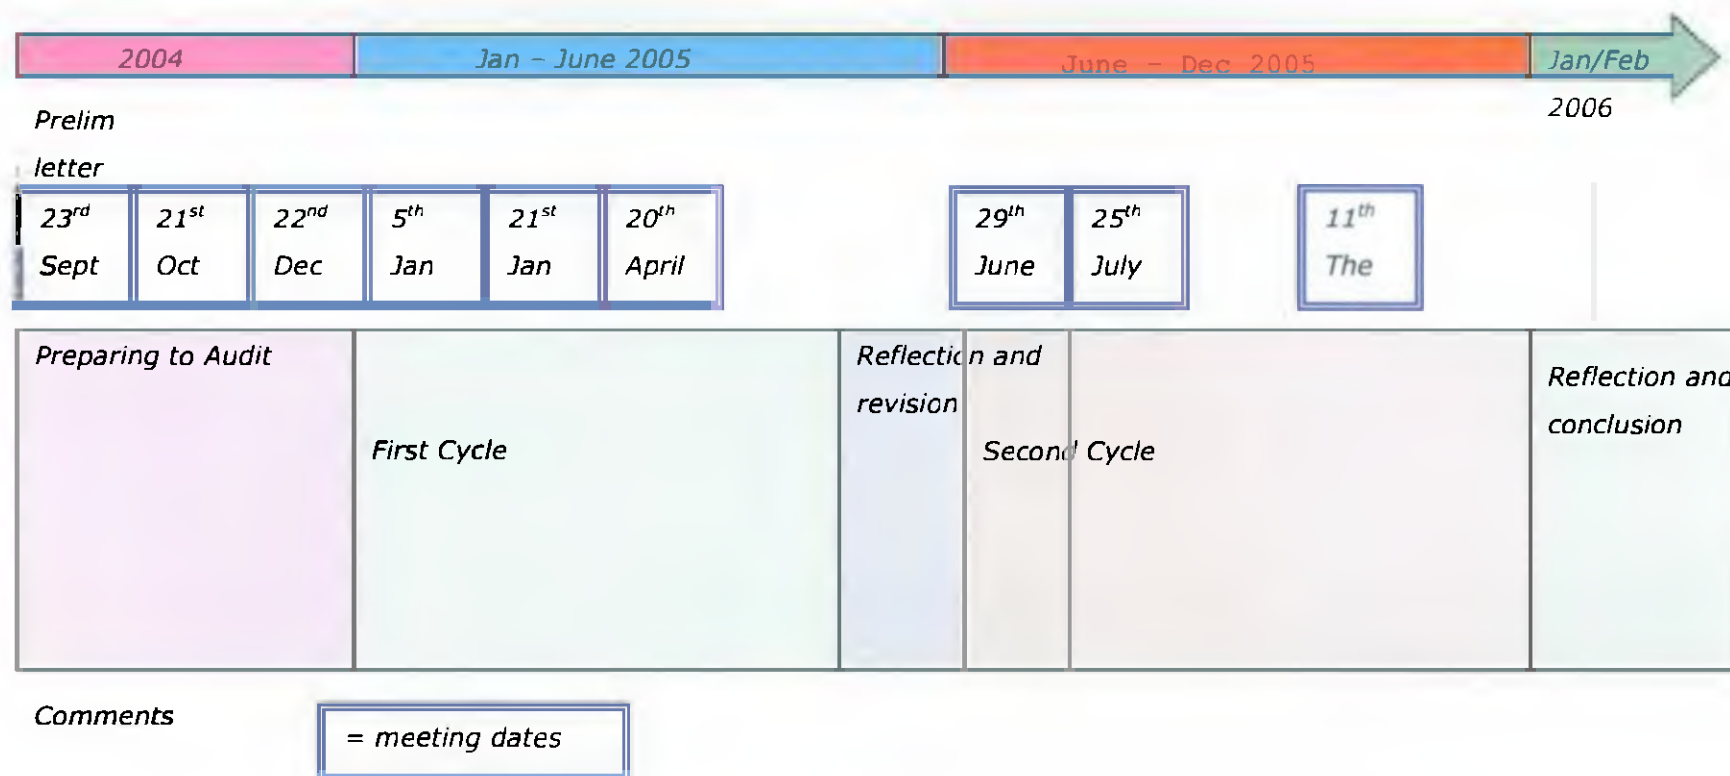 2004 Jan – June 2005 June – Dec 2005 Jan/Feb
2006
Prelim
letter
23rd 21st 22nd 5th 21st 20th 29th 25th 11th
Sept Oct Dec Jan Jan April June July The
Preparing to Audit
First Cycle
Reflection and
revision
Second Cycle
Reflection and
conclusion
Comments
= meeting dates